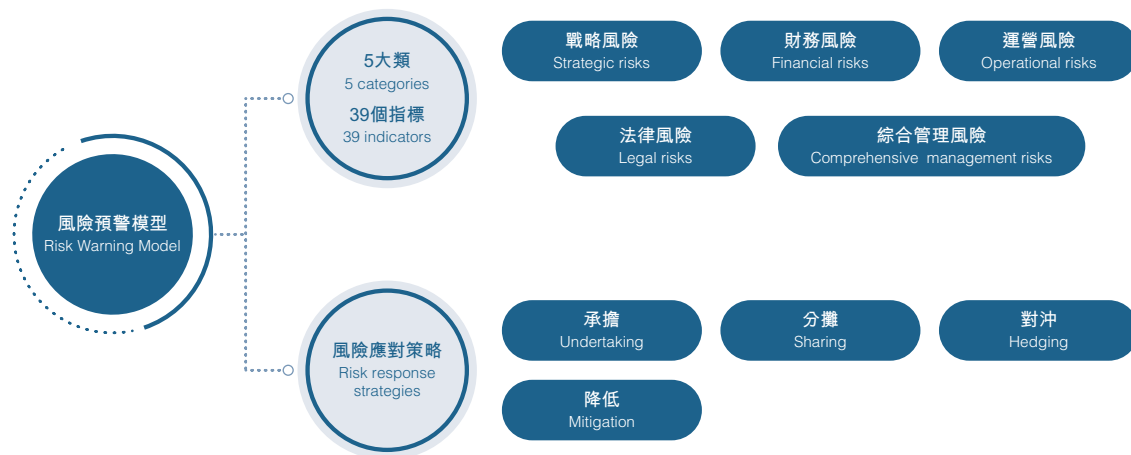 風險預警模型
Risk Warning Model
5大類
5 categories
39個指標
39 indicators
戰略風險
Strategic risks
財務風險
Financial risks
運營風險
Operational risks
法律風險
Legal risks
綜合管理風險
Comprehensive management risks
風險應對策略
Risk response
strategies
承擔
Undertaking
分攤
Sharing
對沖
Hedging
降低
Mitigation